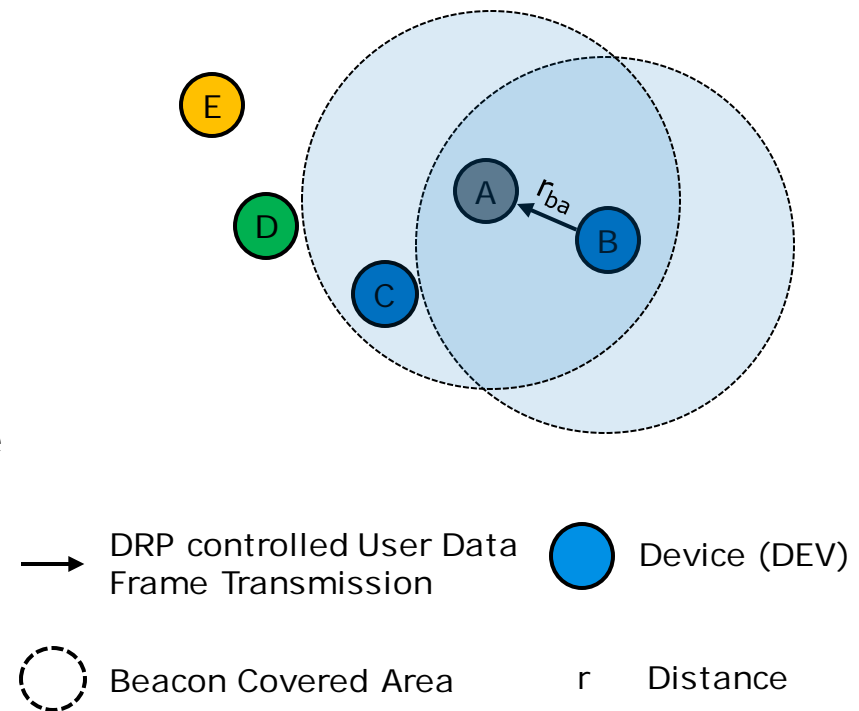 E
A
r_ba
B
D
C
DRP controlled User Data
Frame Transmission
Device (DEV)
Beacon Covered Area
r
Distance